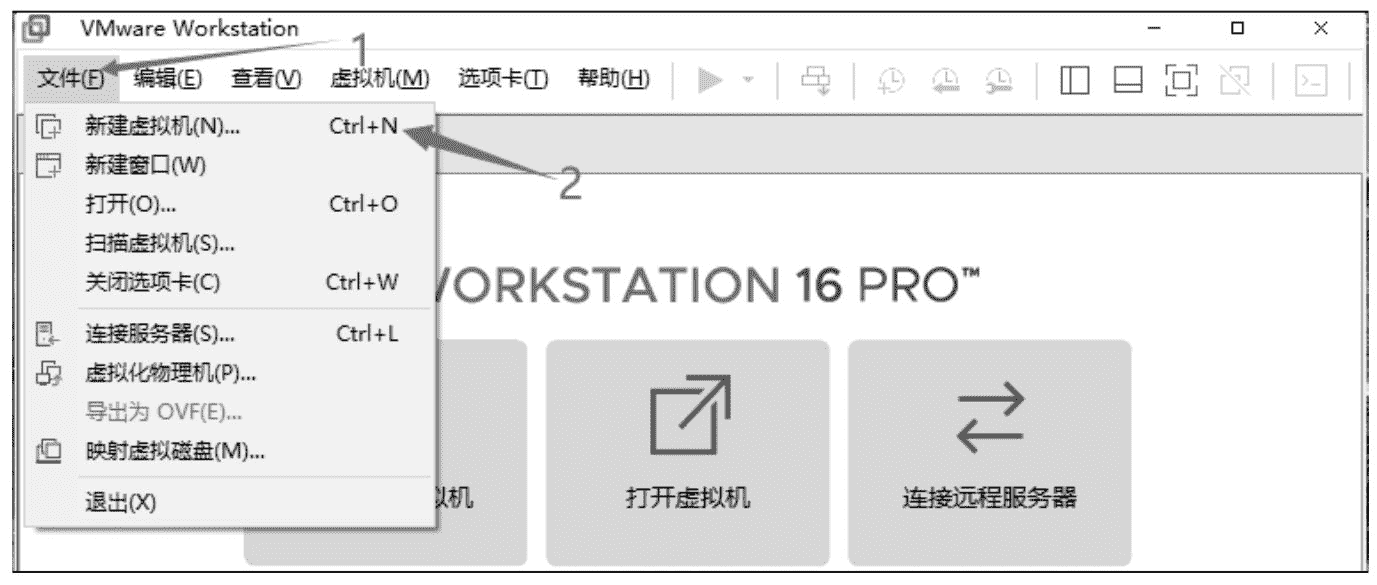 VMware Workstation
1
文件(F) 编辑(E) 查看(V) 虚拟机(M) 选项卡(T) 帮助(H)
新建虚拟机(N)... Ctrl+N
新建窗口(W)
2
打开(O)... Ctrl+O
扫描虚拟机(S)...
关闭选项卡(C) Ctrl+W
WORKSTATION 16 PRO™
连接服务器(S)... Ctrl+L
虚拟化物理机(P)...
导出为 OVF(E)...
映射虚拟磁盘(M)...
退出(X)
拟机 打开虚拟机 连接远程服务器